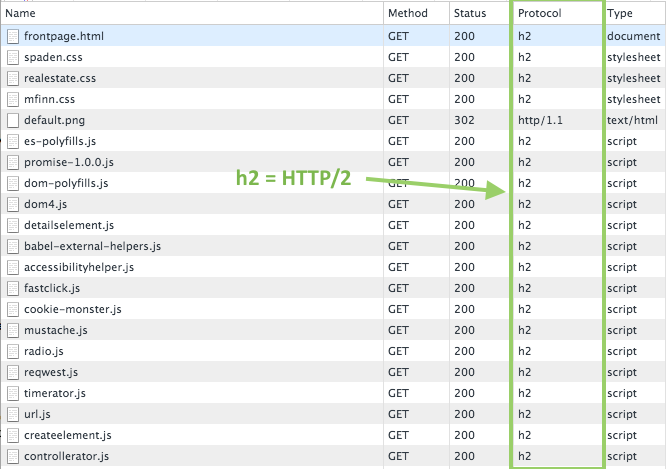 Name Method Status Protocol Type
frontpage.html GET 200 h2 document
spaden.css GET 200 h2 stylesheet
realestate.css GET 200 h2 stylesheet
mfinn.css GET 200 h2 stylesheet
default.png GET 302 http/1.1 text/html
es-polyfills.js GET 200 h2 script
promise-1.0.0.js GET 200 h2 script
dom-polyfills.js GET 200 h2 script
h2 = HTTP/2
dom4.js GET 200 h2 script
detailselement.js GET 200 h2 script
babel-external-helpers.js GET 200 h2 script
accessibilityhelper.js GET 200 h2 script
fastclick.js GET 200 h2 script
cookie-monster.js GET 200 h2 script
mustache.js GET 200 h2 script
radio.js GET 200 h2 script
reqwest.js GET 200 h2 script
timerator.js GET 200 h2 script
url.js GET 200 h2 script
createelement.js GET 200 h2 script
controllerator.js GET 200 h2 script